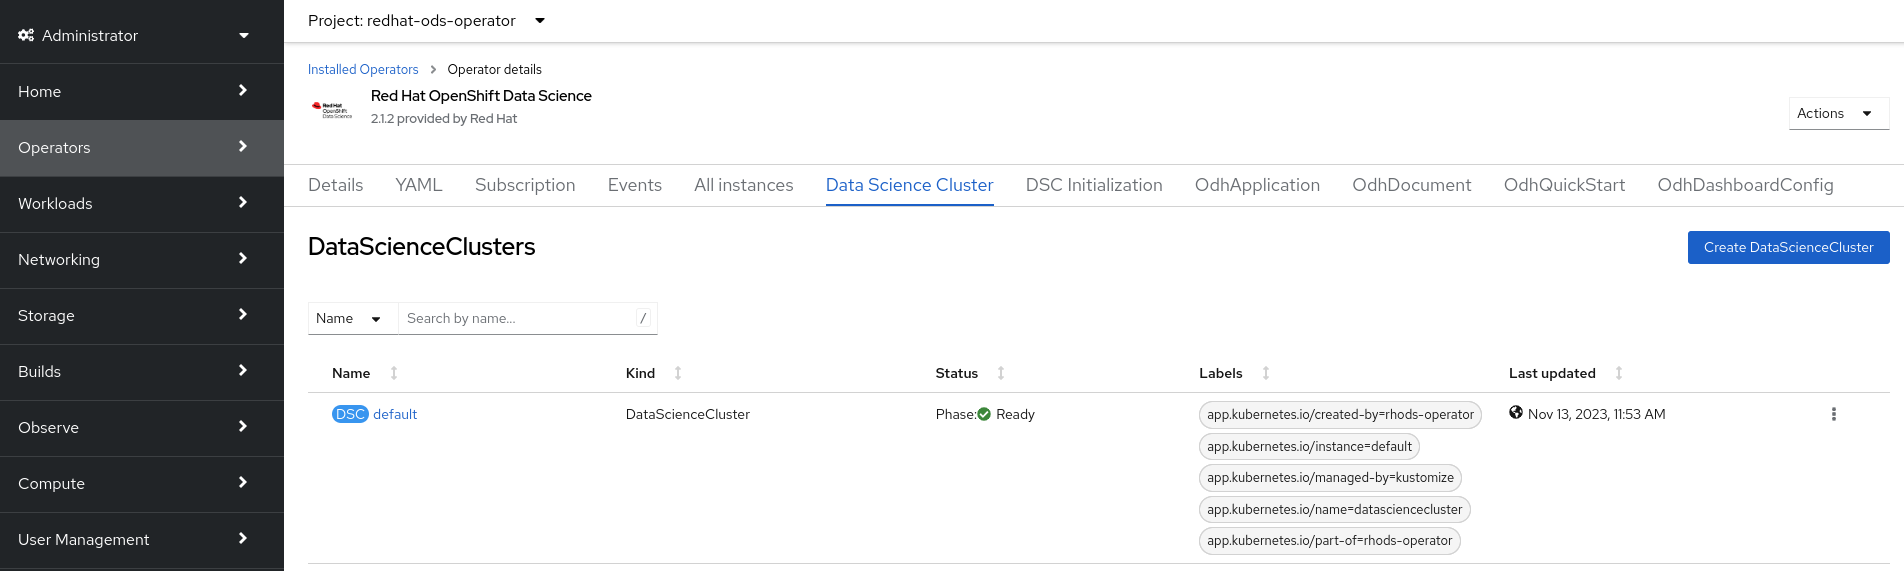 Administrator
Home
Operators
Workloads
Networking
Storage
Builds
Observe
Compute
User Management
Project: redhat-ods-operator
Installed Operators > Operator details
Red Hat
OpenShift
Data Science
Red Hat OpenShift Data Science
2.1.2 provided by Red Hat
Actions
Details YAML Subscription Events All instances Data Science Cluster DSC Initialization OdhApplication OdhDocument OdhQuickStart OdhDashboardConfig
DataScienceClusters
Create DataScienceCluster
Name Search by name... /
Name Kind Status Labels Last updated
DSC default DataScienceCluster Phase: Ready app.kubernetes.io/created-by=rhods-operator Nov 13, 2023, 11:53 AM
app.kubernetes.io/instance=default
app.kubernetes.io/managed-by=kustomize
app.kubernetes.io/name=datasciencecluster
app.kubernetes.io/part-of=rhods-operator